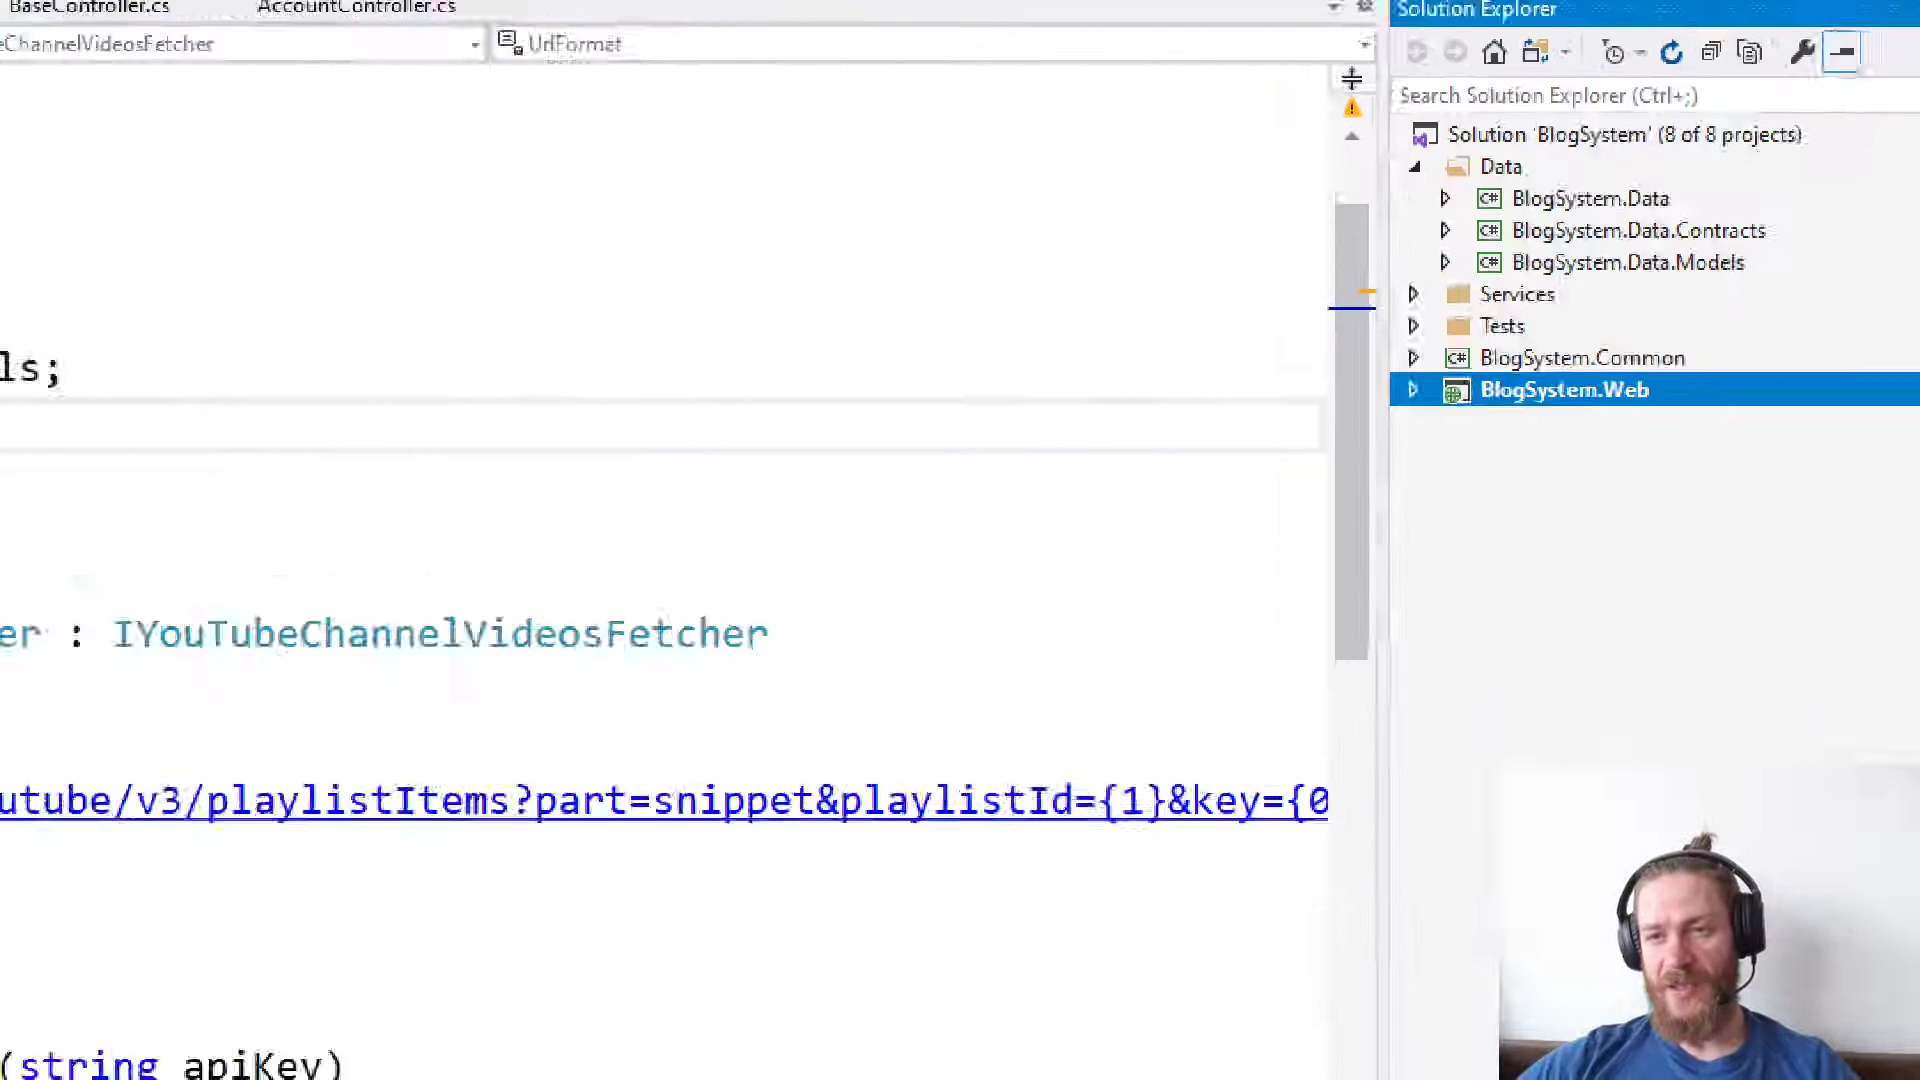 BaseController.cs AccountController.cs
eChannelVideosFetcher UrlFormat
ls;
er : IYouTubeChannelVideosFetcher
utube/v3/playlistItems?part=snippet&playlistId={1}&key={0
(string apiKey)
Solution Explorer
Search Solution Explorer (Ctrl+;)
Solution 'BlogSystem' (8 of 8 projects)
Data
C# BlogSystem.Data
C# BlogSystem.Data.Contracts
C# BlogSystem.Data.Models
Services
Tests
C# BlogSystem.Common
BlogSystem.Web